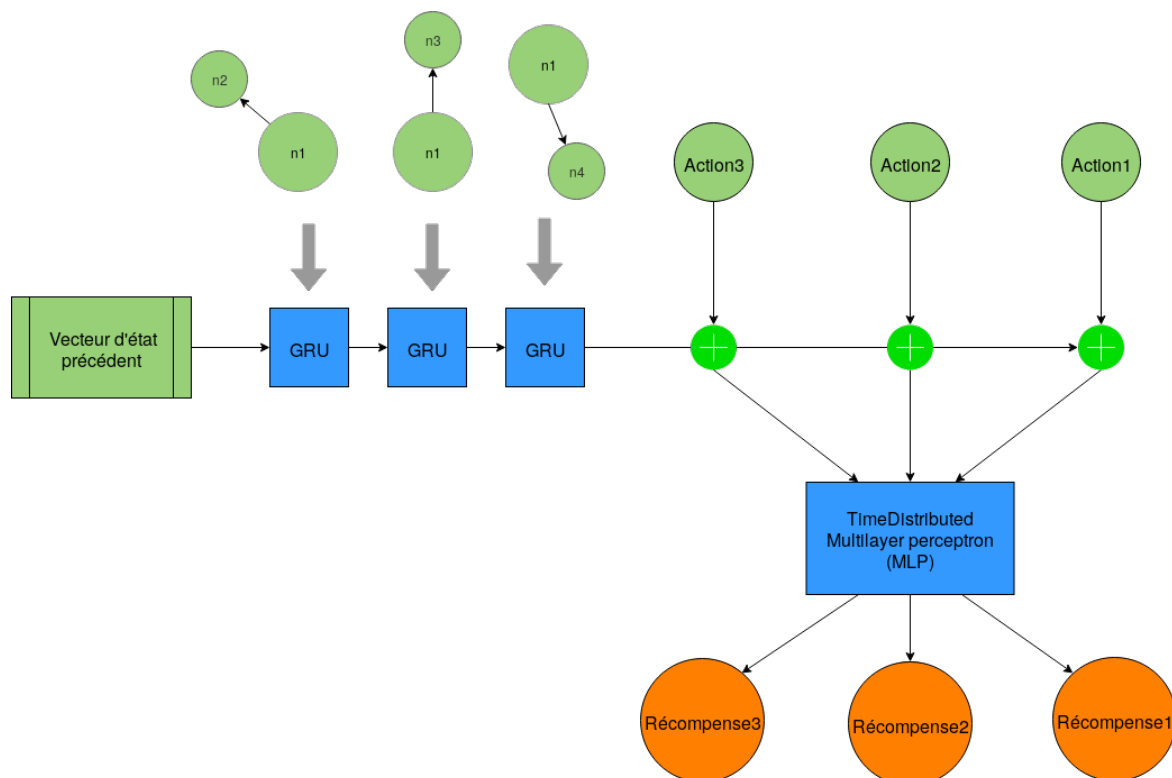 n3
n1
n2
n1
n1
n4
Action3
Action2
Action1
Vecteur d'état
précédent
GRU
GRU
GRU
TimeDistributed
Multilayer perceptron
(MLP)
Récompense3
Récompense2
Récompense1